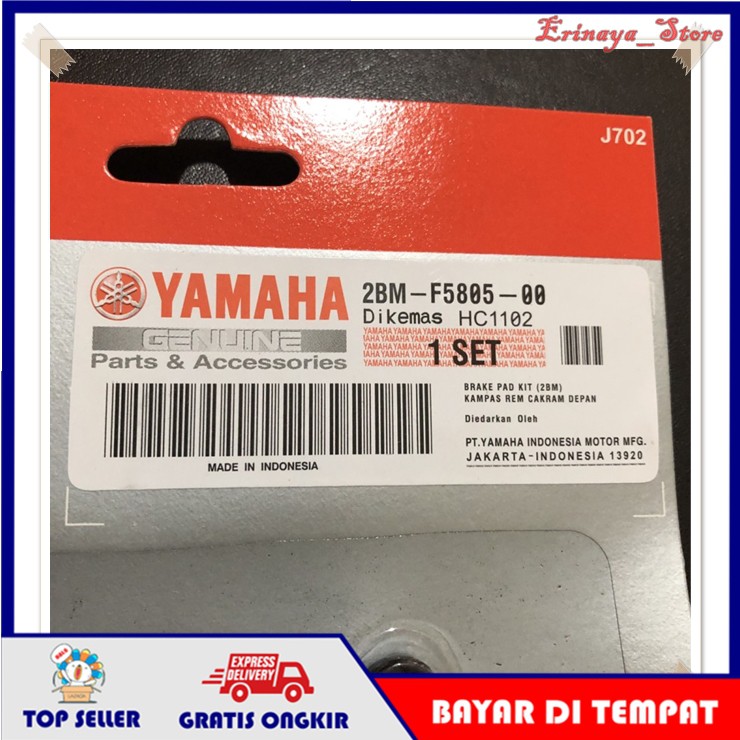 Erinaya_Store
J702
YAMAHA
GENUINE
Parts & Accessories
2BM-F5805-00
Dikemas HC1102
1 SET
BRAKE PAD KIT (2BM)
KAMPAS REM CAKRAM DEPAN
Diedarkan Oleh
PT.YAMAHA INDONESIA MOTOR MFG.
JAKARTA-INDONESIA 13920
MADE IN INDONESIA
TOP SELLER
EXPRESS
DELIVERY
GRATIS ONGKIR
BAYAR DI TEMPAT